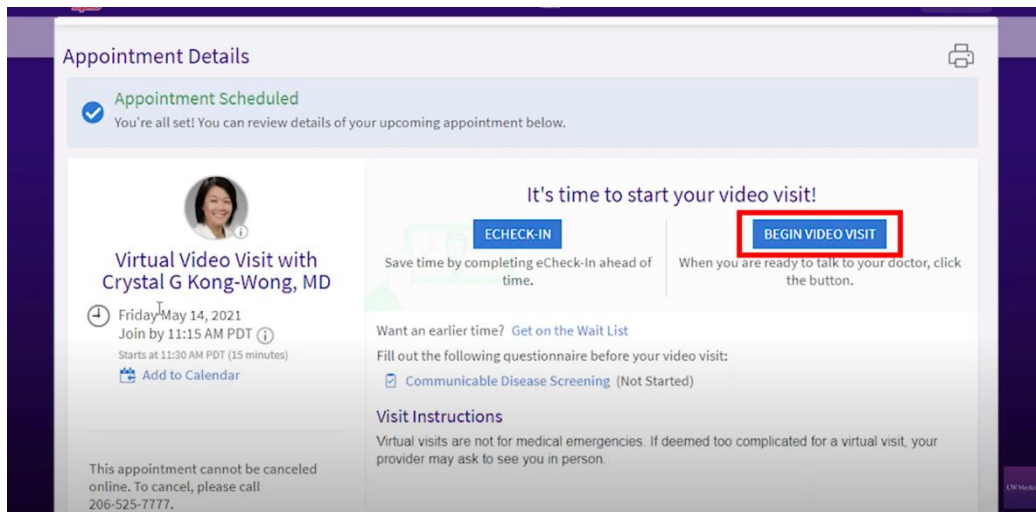 Appointment Details
Appointment Scheduled
You're all set! You can review details of your upcoming appointment below.
Virtual Video Visit with
Crystal G Kong-Wong, MD
Friday May 14, 2021
Join by 11:15 AM PDT
Starts at 11:30 AM PDT (15 minutes)
Add to Calendar
This appointment cannot be canceled
online. To cancel, please call
206-525-7777.
It's time to start your video visit!
ECHECK-IN
Save time by completing eCheck-In ahead of
time.
BEGIN VIDEO VISIT
When you are ready to talk to your doctor, click
the button.
Want an earlier time? Get on the Wait List
Fill out the following questionnaire before your video visit:
Communicable Disease Screening (Not Started)
Visit Instructions
Virtual visits are not for medical emergencies. If deemed too complicated for a virtual visit, your
provider may ask to see you in person.